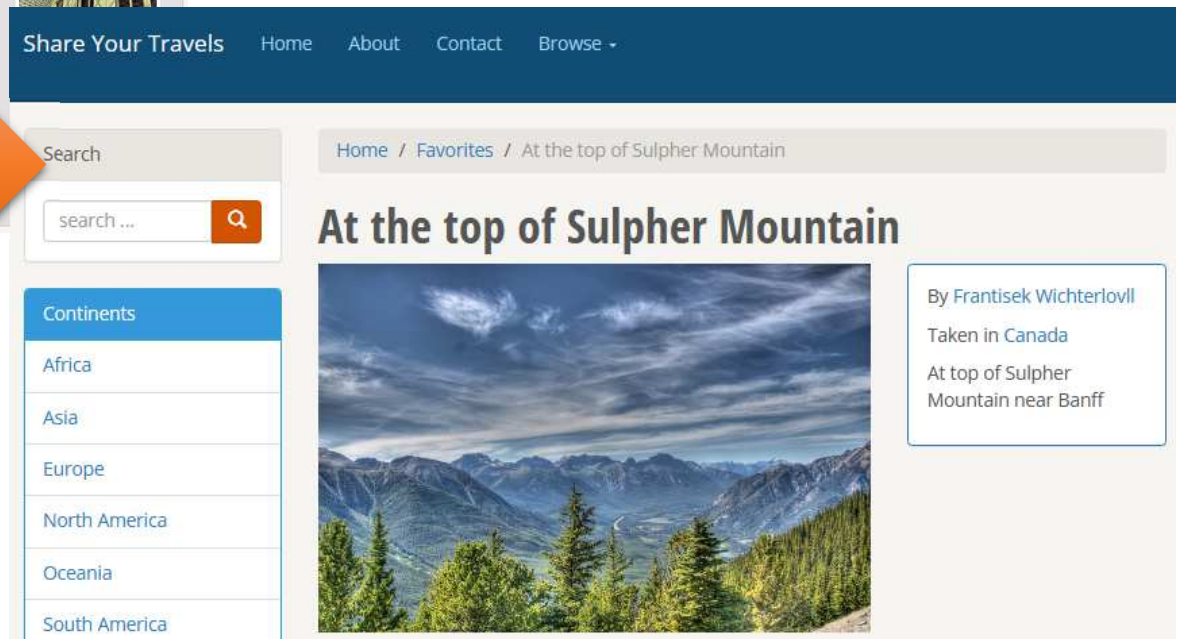 Share Your Travels Home About Contact Browse
Search
search ...
Continents
Africa
Asia
Europe
North America
Oceania
South America
Home / Favorites / At the top of Sulpher Mountain
At the top of Sulpher Mountain
By Frantisek Wichterlovll
Taken in Canada
At top of Sulpher
Mountain near Banff